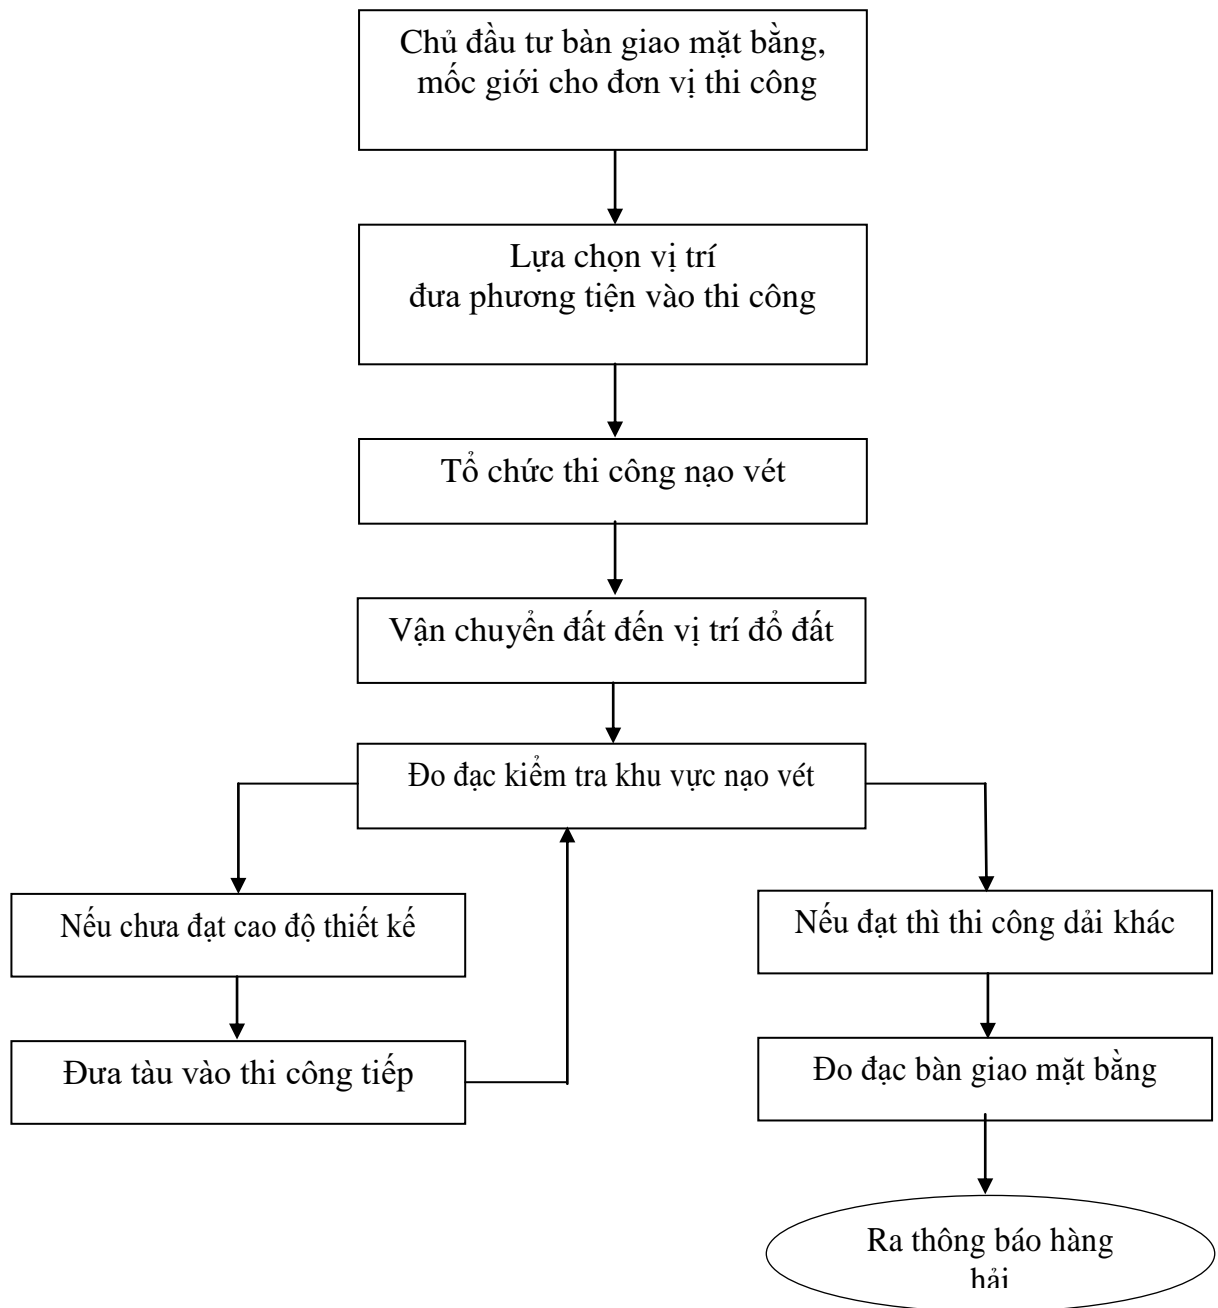 Chủ đầu tư bàn giao mặt bằng,
mốc giới cho đơn vị thi công
Lựa chọn vị trí
đưa phương tiện vào thi công
Tổ chức thi công nạo vét
Vận chuyển đất đến vị trí đổ đất
Đo đạc kiểm tra khu vực nạo vét
Nếu chưa đạt cao độ thiết kế
Nếu đạt thì thi công dải khác
Đưa tàu vào thi công tiếp
Đo đạc bàn giao mặt bằng
Ra thông báo hàng
hải